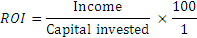 ROI = Income / Capital invested × 100 / 1